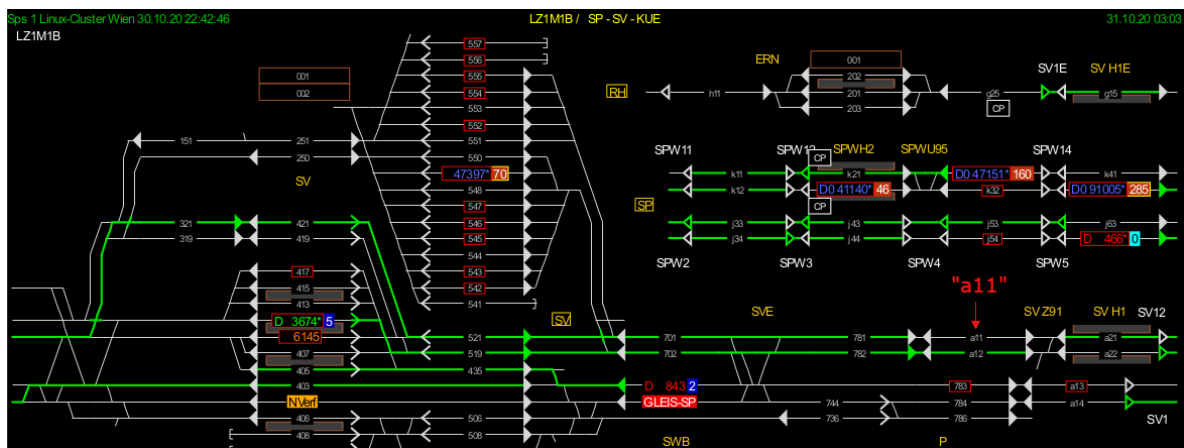 Sps 1 Linux-Cluster Wien 30.10.20 22:42:46 LZ1M1B / SP - SV - KUE 31.10.20 03:03
LZ1M1B
557
556
ERN 001
001 555 202 SV1E SV H1E
002 554 RH h11 201 g25 g15
553 203 CP
552
151 251 551 SPW11 SPWH2 SPWU95 SPW14
250 550 CP
SV 47397* 70 k11 k21 D0 47151* 160 k41
548 k12 D0 41140* 46 k32 D0 91005* 285
547 SP CP
321 421 546 j33 j43 j53 j63
319 419 545 j34 j44 j54 D 466* 0
544 SPW2 SPW3 SPW4 SPW5
417 543
415 542 "a11"
413 541
D 3674* 5 SV SVE SV Z91 SV H1 SV12
6145 521 701 781 a11 a21
407 519 702 782 a12 a22
405 435
403 D 843 2 783 a13
NVerf GLEIS-SP 744 784 a14
406 506 736 786 SV1
408 508
SWB P